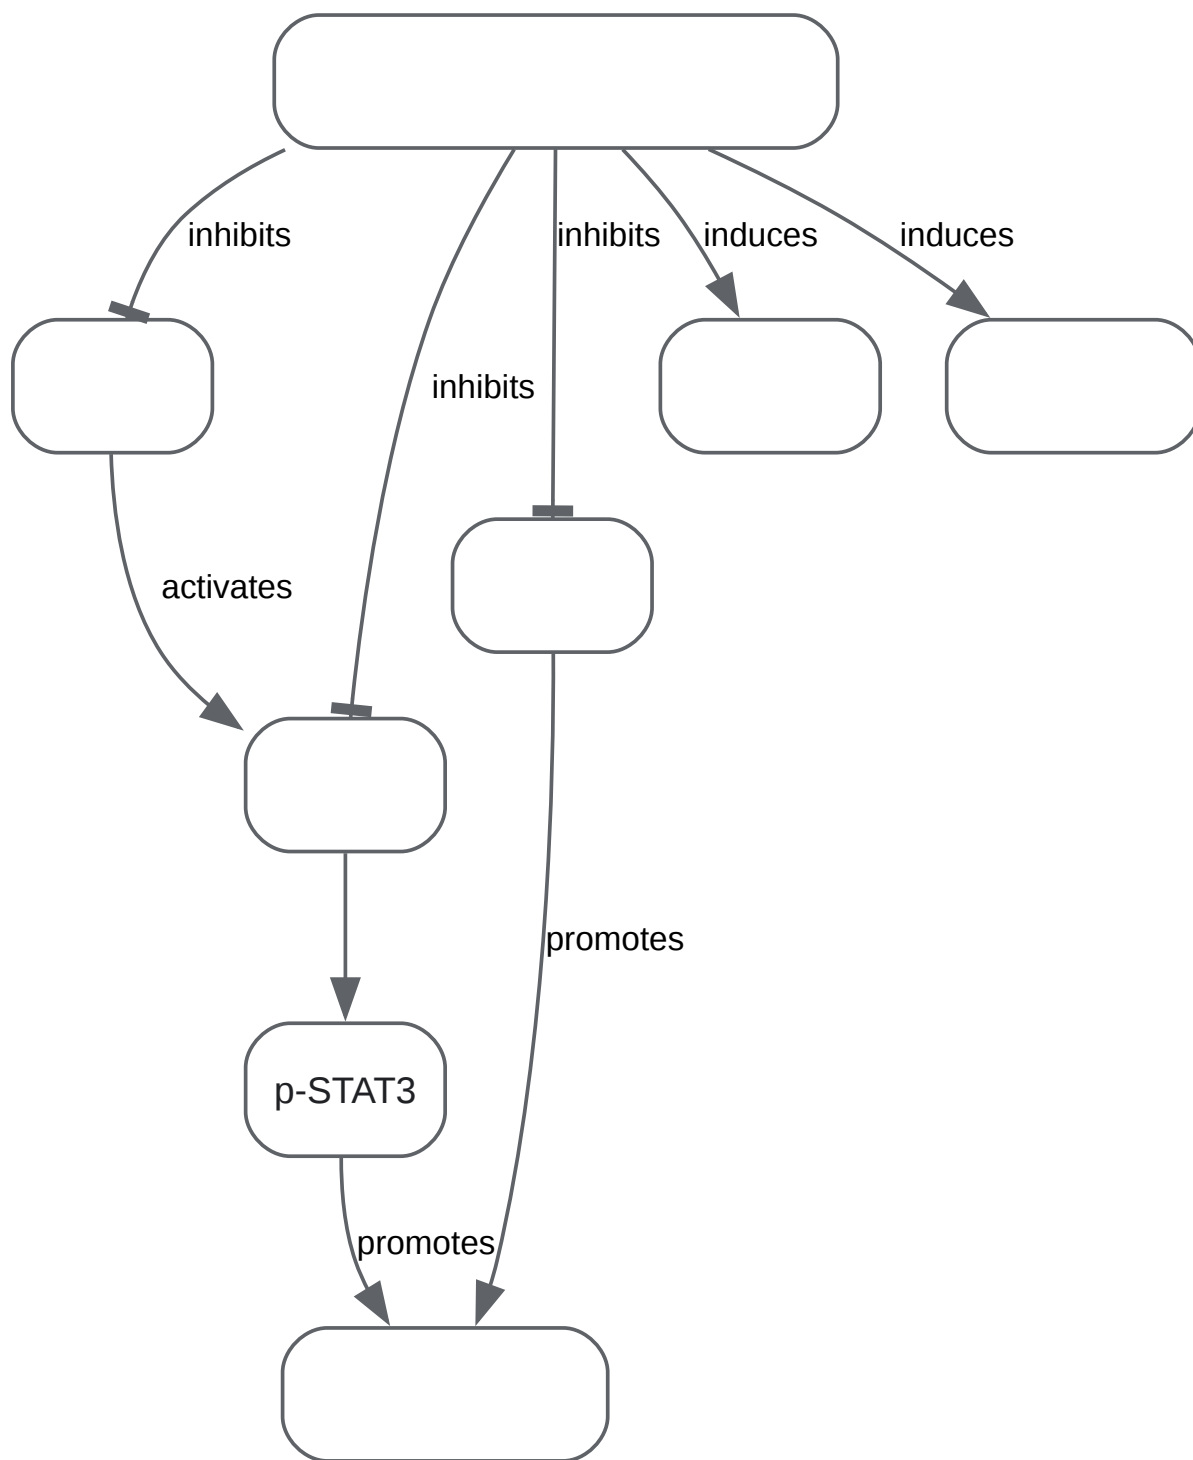 inhibits
inhibits
induces
induces
inhibits
activates
promotes
p-STAT3
promotes